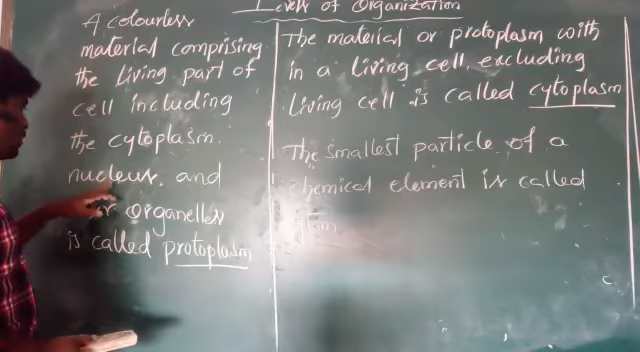 Levels of Organization
A colourless
material comprising
the living part of
cell including
the cytoplasm.
nucleus, and
organelles
is called protoplasm
The material or protoplasm with
in a living cell, excluding
living cell is called cytoplasm
The smallest particle of a
chemical element is called
atom